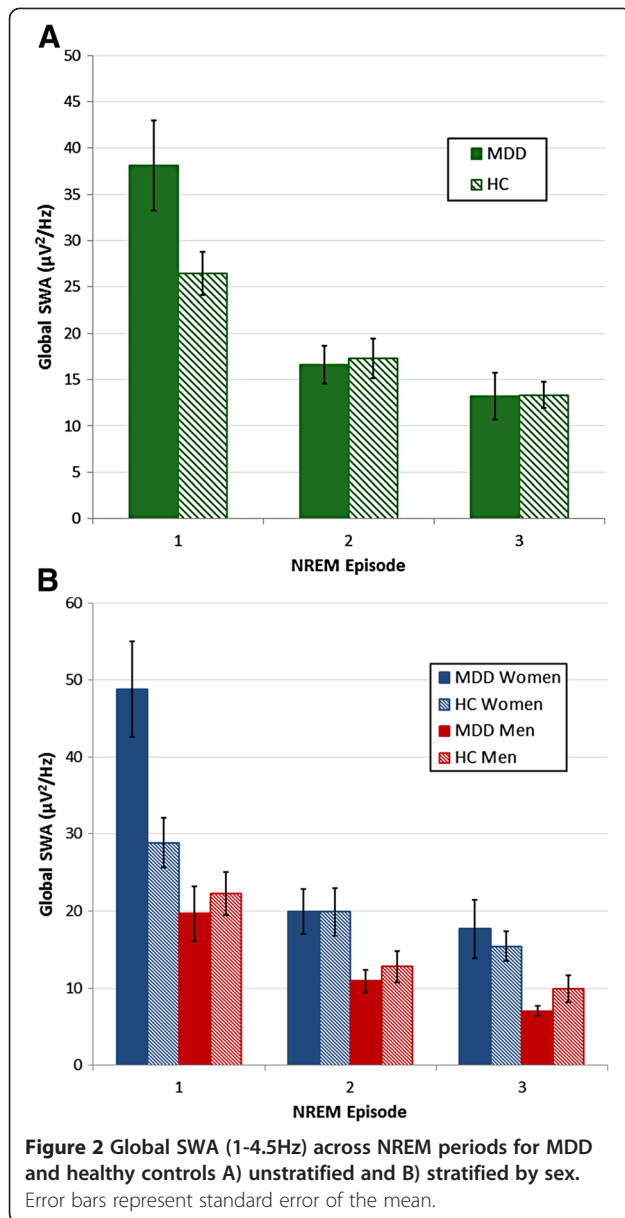 A
50
45
40
35
30
25
20
15
10
5
0
Global SWA (µV²/Hz)
MDD
HC
1 2 3
NREM Episode
B
60
50
40
30
20
10
0
Global SWA (µV²/Hz)
MDD Women
HC Women
MDD Men
HC Men
1 2 3
NREM Episode
Figure 2 Global SWA (1-4.5Hz) across NREM periods for MDD
and healthy controls A) unstratified and B) stratified by sex.
Error bars represent standard error of the mean.